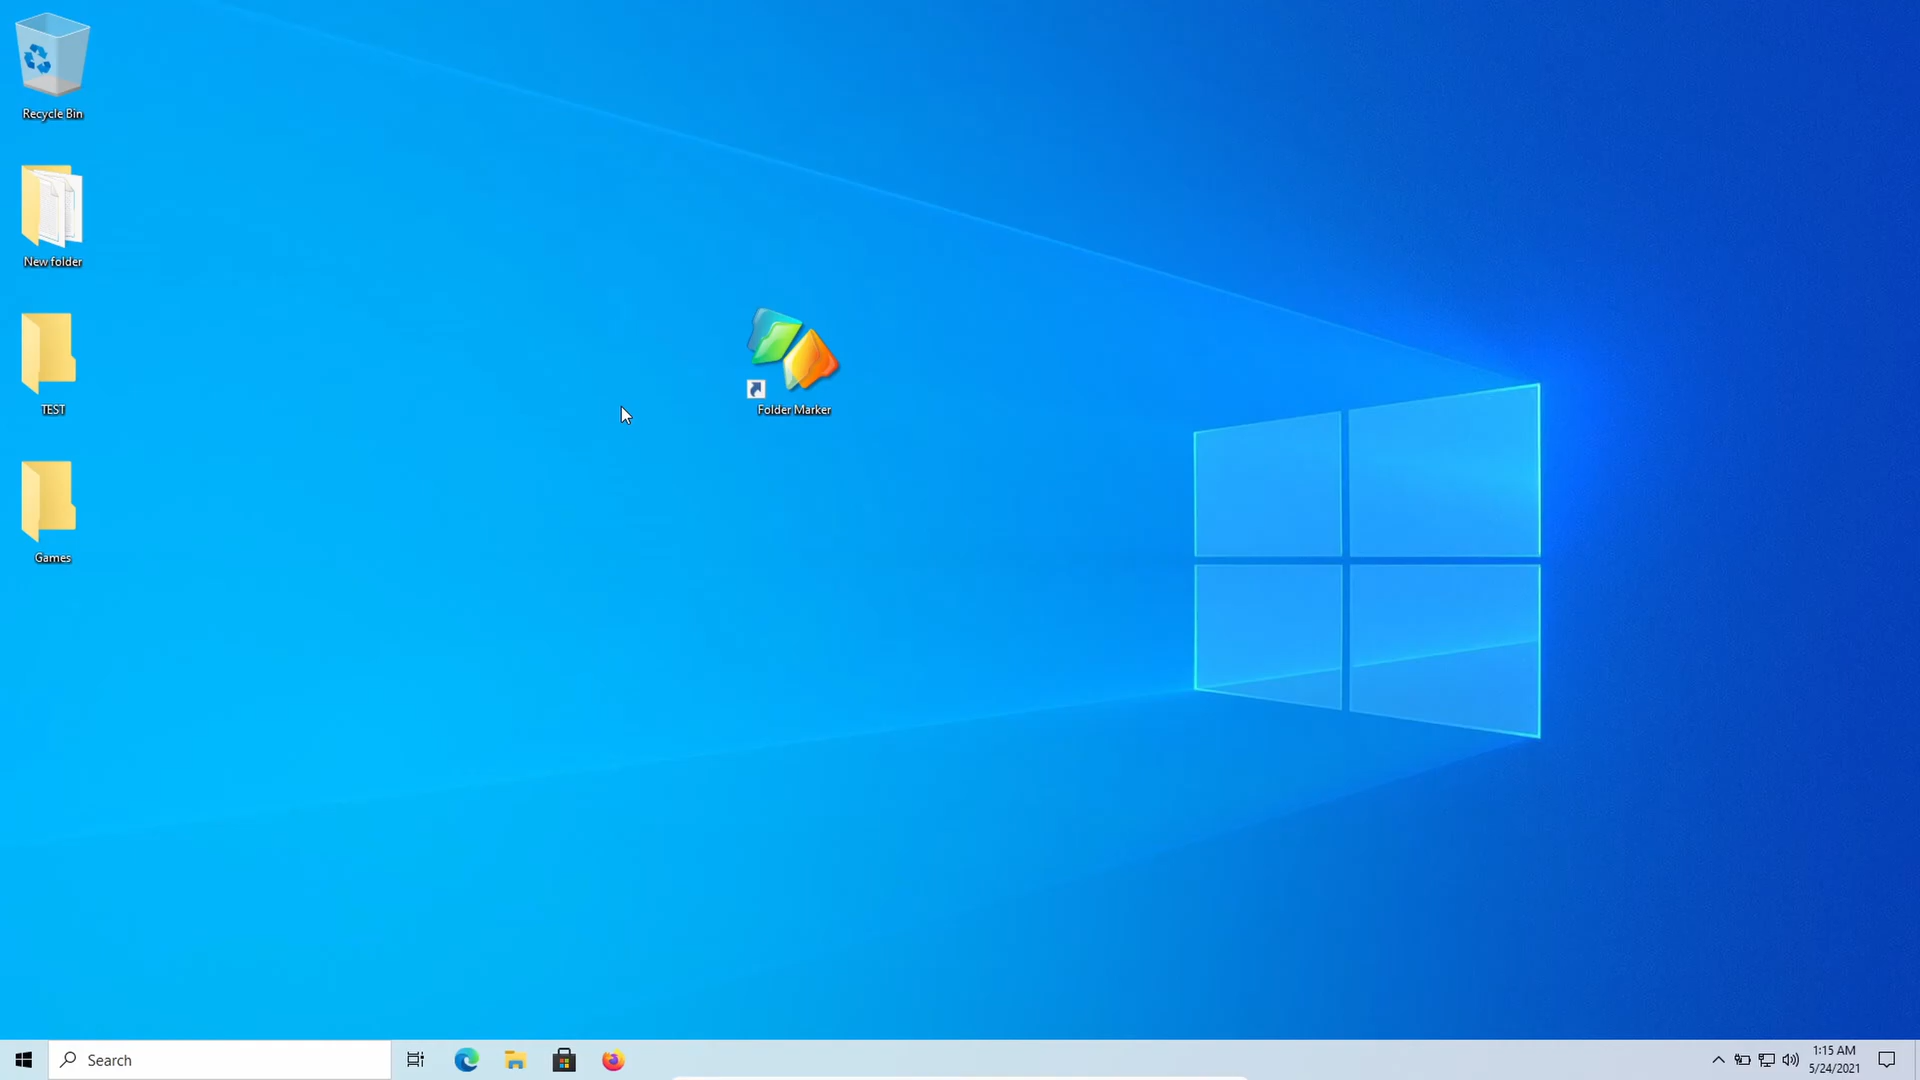 Recycle Bin
New folder
TEST
Games
Folder Marker
Search
1:15 AM
5/24/2021